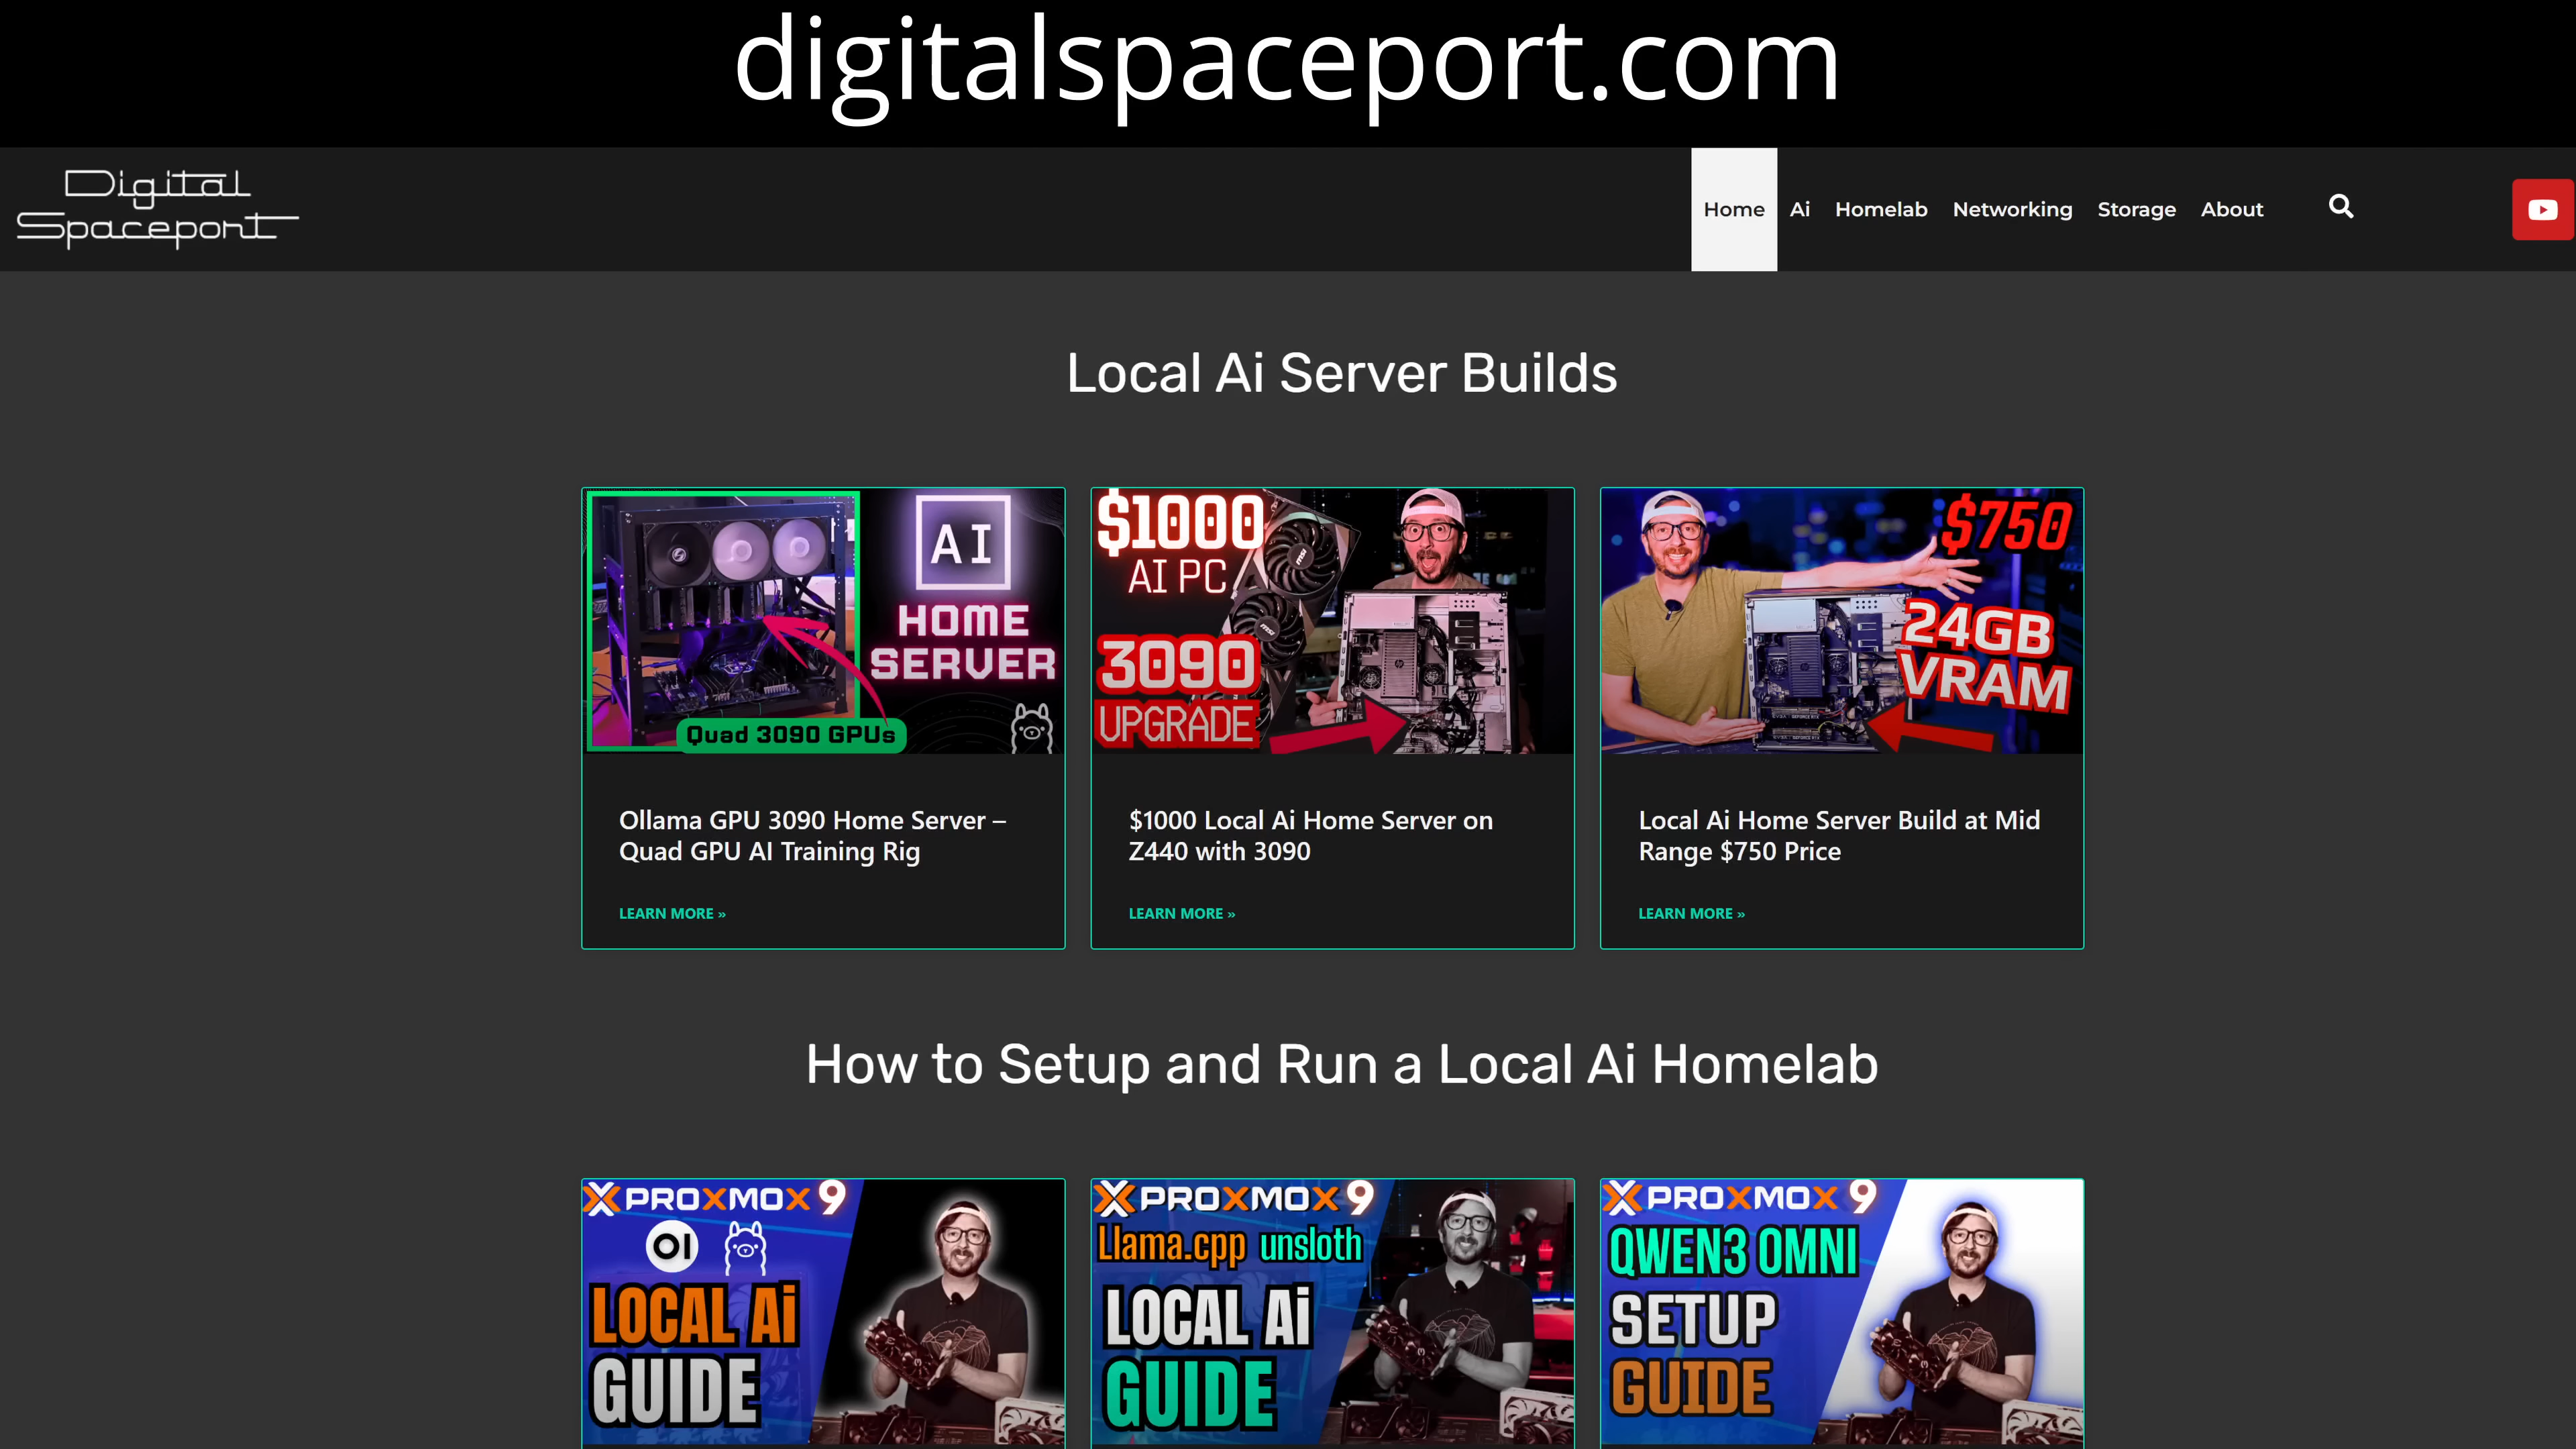 digitalspaceport.com
Digital
Spaceport
Home Ai Homelab Networking Storage About
Local Ai Server Builds
AI
HOME
SERVER
Quad 3090 GPUs
Ollama GPU 3090 Home Server –
Quad GPU AI Training Rig
LEARN MORE »
$1000
AI PC
3090
UPGRADE
$1000 Local Ai Home Server on
Z440 with 3090
LEARN MORE »
$750
24GB
VRAM
Local Ai Home Server Build at Mid
Range $750 Price
LEARN MORE »
How to Setup and Run a Local Ai Homelab
PROXMOX 9
OI
LOCAL Ai
GUIDE
PROXMOX 9
Llama.cpp unsloth
LOCAL Ai
GUIDE
PROXMOX 9
QWEN3 OMNI
SETUP
GUIDE